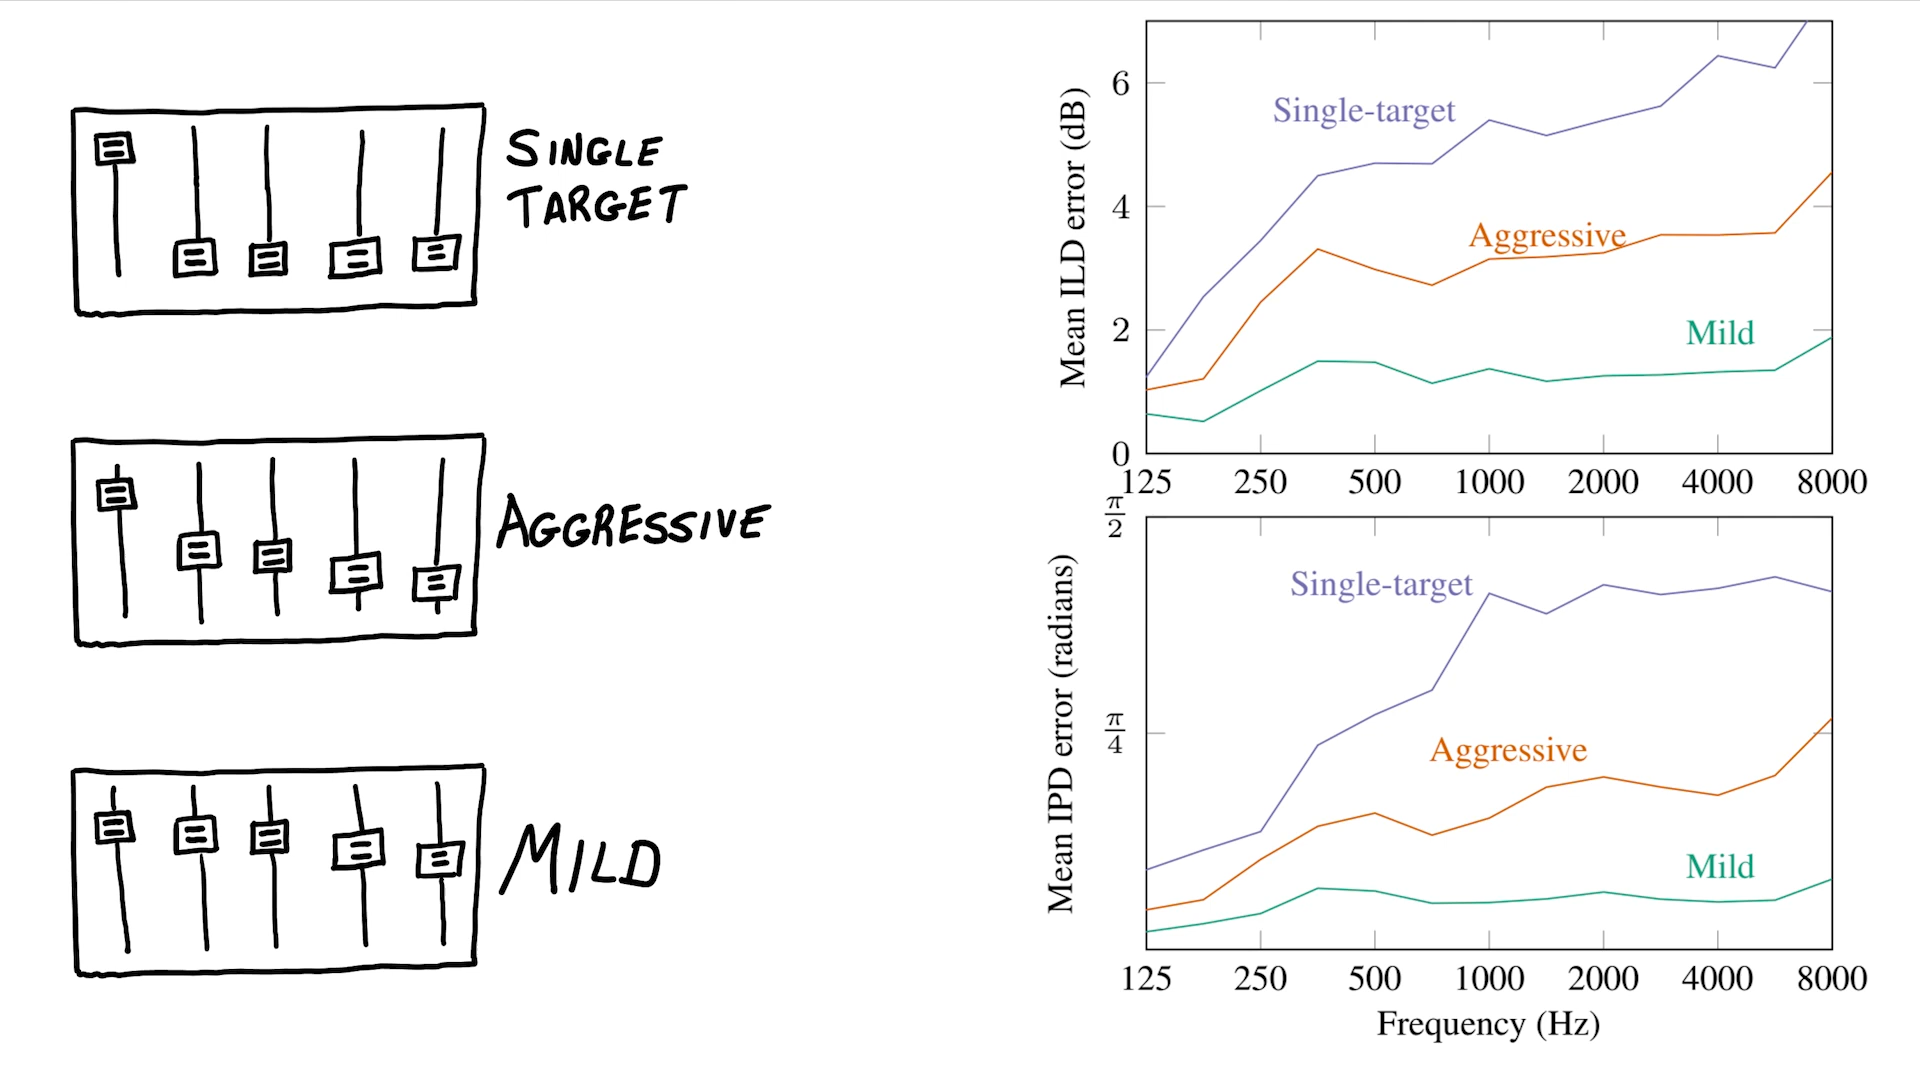 SINGLE
TARGET
AGGRESSIVE
MILD
Mean ILD error (dB)
6
4
2
0
Single-target
Aggressive
Mild
125 250 500 1000 2000 4000 8000
Mean IPD error (radians)
π
2
π
4
Single-target
Aggressive
Mild
125 250 500 1000 2000 4000 8000
Frequency (Hz)